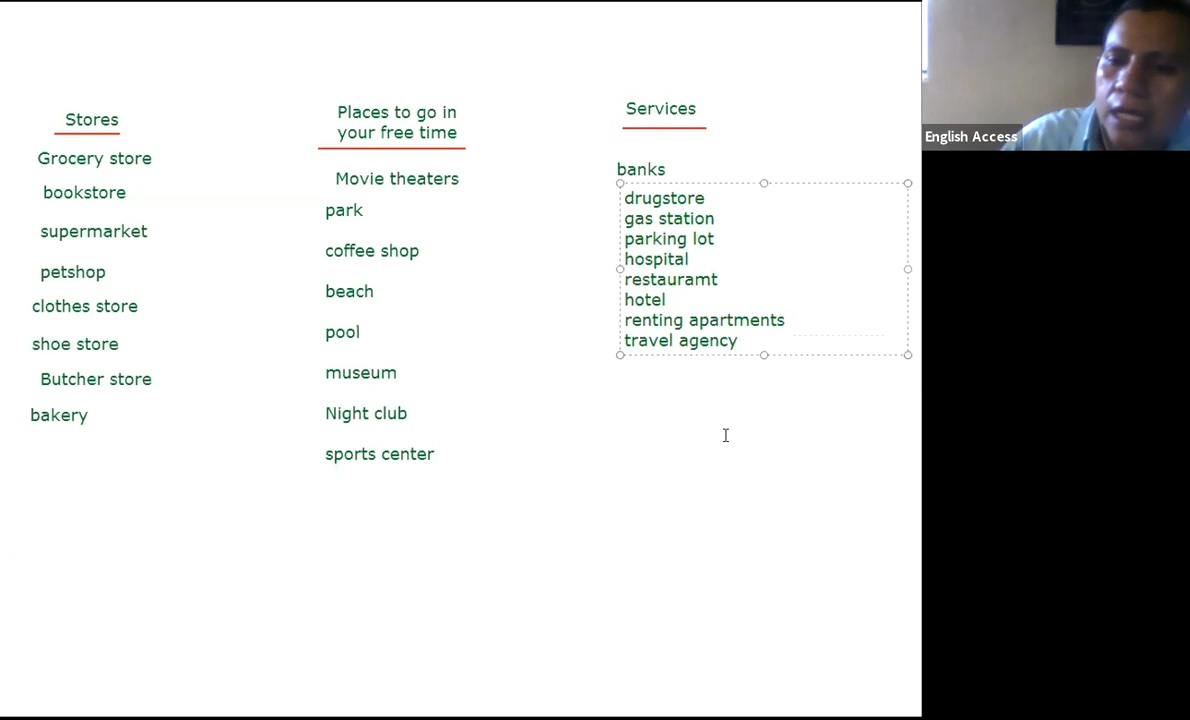 Stores
Grocery store
bookstore
supermarket
petshop
clothes store
shoe store
Butcher store
bakery
Places to go in
your free time
Movie theaters
park
coffee shop
beach
pool
museum
Night club
sports center
Services
banks
drugstore
gas station
parking lot
hospital
restauramt
hotel
renting apartments
travel agency
English Access